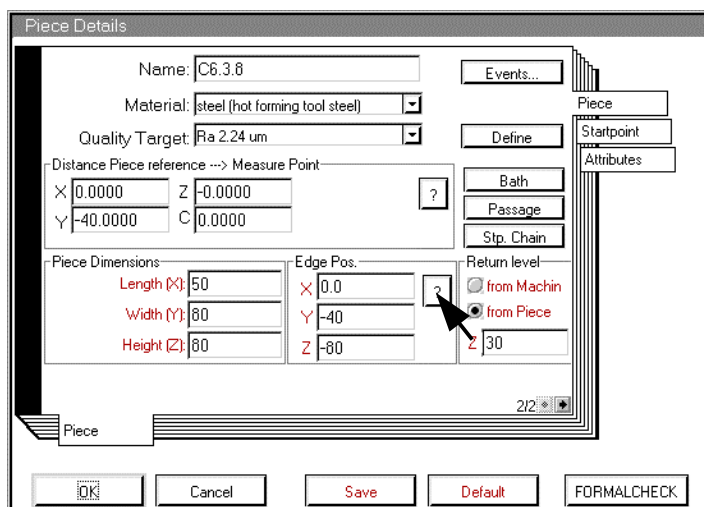 Piece Details
Name: C6.3.8
Events...
Material: steel (hot forming tool steel)
Piece
Quality Target: Ra 2.24 um
Define
Startpoint
Attributes
Distance Piece reference ---> Measure Point
X 0.0000 Z -0.0000
Y -40.0000 C 0.0000
?
Bath
Passage
Stp. Chain
Piece Dimensions
Length (X): 50
Width (Y): 80
Height (Z): 80
Edge Pos.
X 0.0
Y -40
Z -80
?
Return level
from Machin
from Piece
Z 30
2/2
Piece
OK Cancel Save Default FORMALCHECK